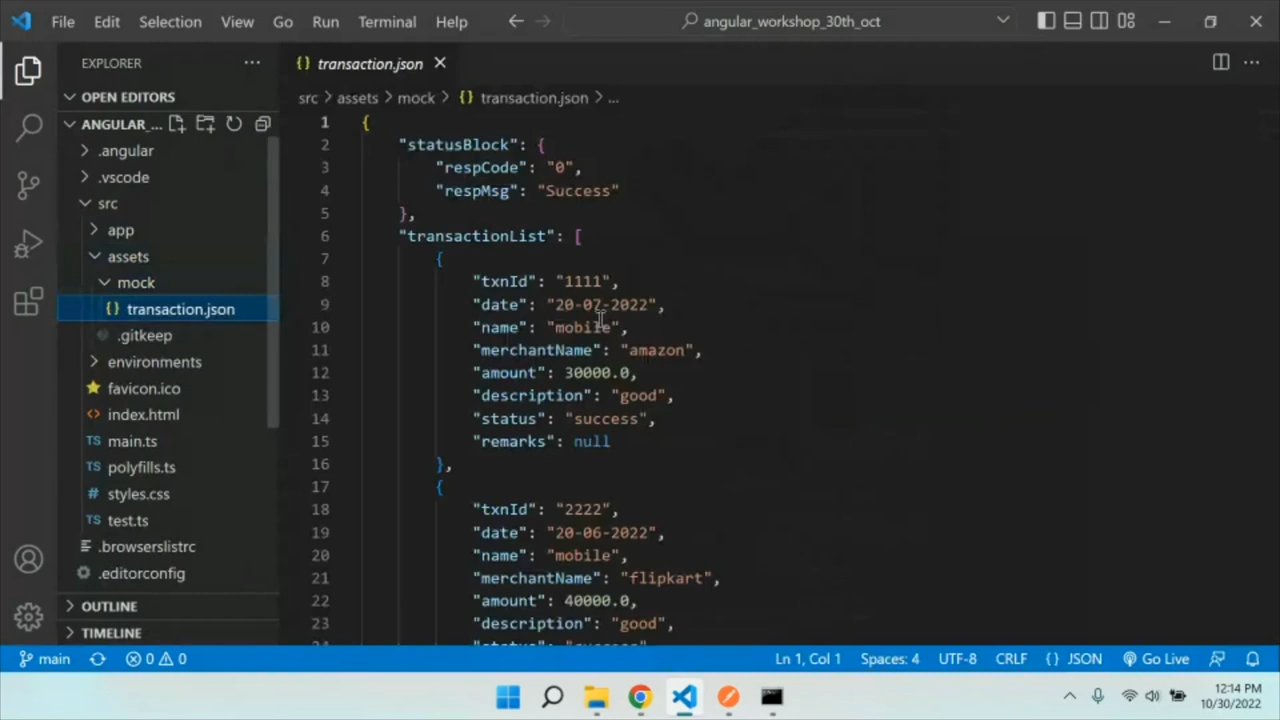 File Edit Selection View Go Run Terminal Help angular_workshop_30th_oct
EXPLORER
OPEN EDITORS
ANGULAR_...
.angular
.vscode
src
app
assets
mock
{} transaction.json
.gitkeep
environments
favicon.ico
<> index.html
TS main.ts
TS polyfills.ts
# styles.css
TS test.ts
.browserslistrc
.editorconfig
OUTLINE
TIMELINE
{} transaction.json
src > assets > mock > {} transaction.json > ...
1 {
2 "statusBlock": {
3 "respCode": "0",
4 "respMsg": "Success"
5 },
6 "transactionList": [
7 {
8 "txnId": "1111",
9 "date": "20-07-2022",
10 "name": "mobile",
11 "merchantName": "amazon",
12 "amount": 30000.0,
13 "description": "good",
14 "status": "success",
15 "remarks": null
16 },
17 {
18 "txnId": "2222",
19 "date": "20-06-2022",
20 "name": "mobile",
21 "merchantName": "flipkart",
22 "amount": 40000.0,
23 "description": "good",
main 0 0 Ln 1, Col 1 Spaces: 4 UTF-8 CRLF {} JSON Go Live
12:14 PM
10/30/2022